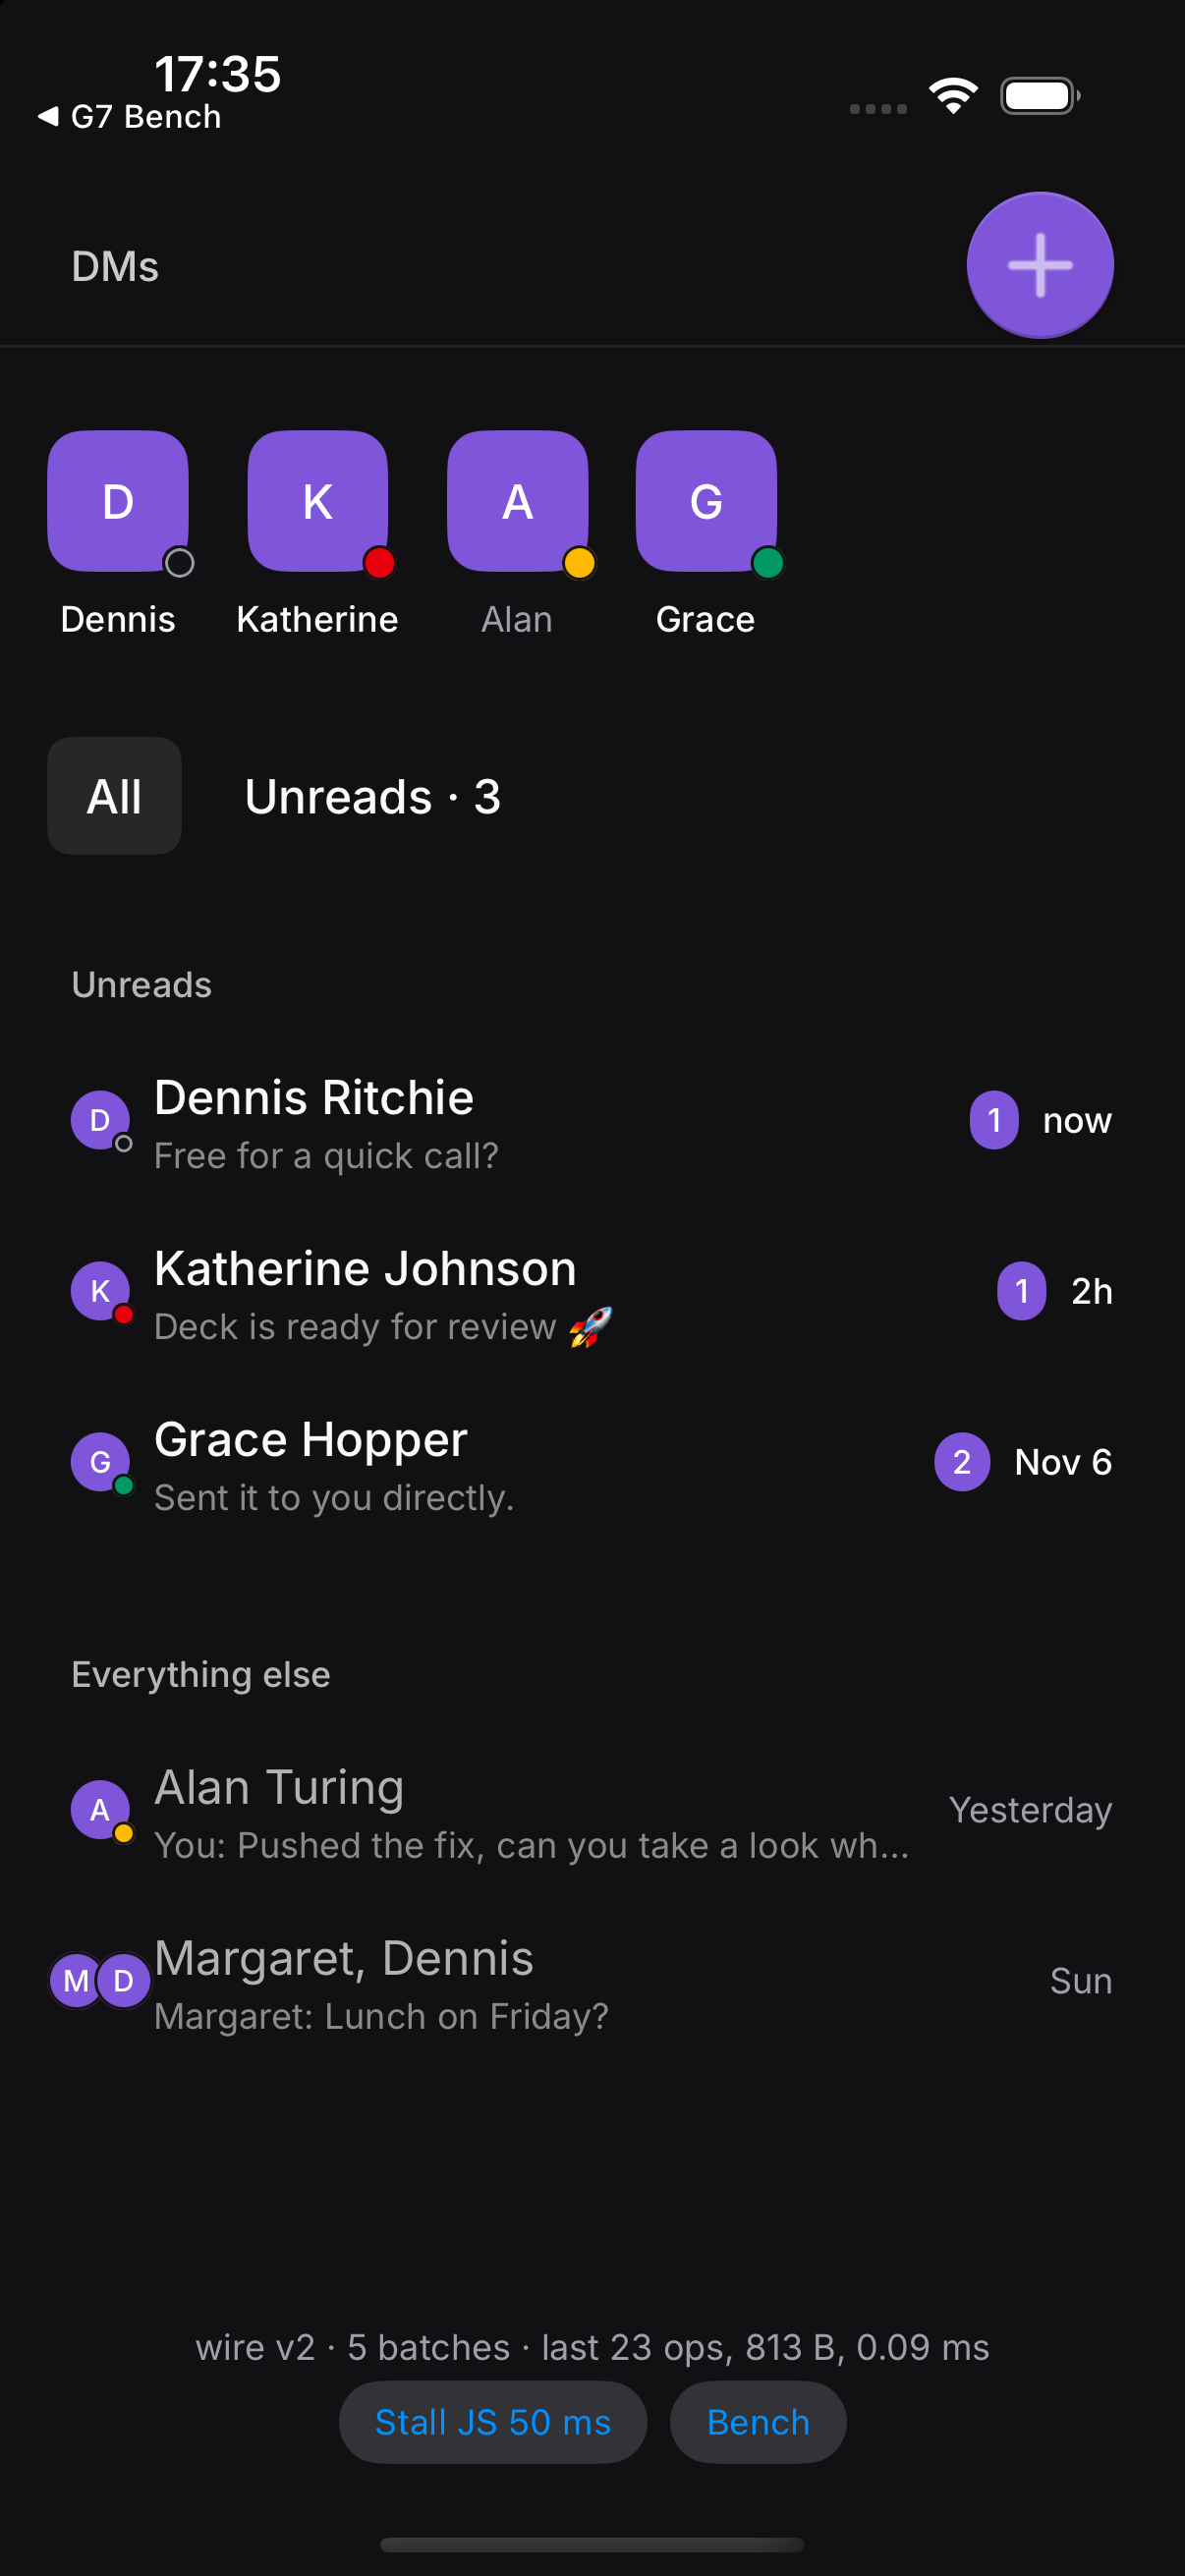 17:35
◀ G7 Bench
DMs
D
K
A
G
Dennis
Katherine
Alan
Grace
All
Unreads · 3
Unreads
D
Dennis Ritchie
1
now
Free for a quick call?
K
Katherine Johnson
1
2h
Deck is ready for review 🚀
G
Grace Hopper
2
Nov 6
Sent it to you directly.
Everything else
A
Alan Turing
Yesterday
You: Pushed the fix, can you take a look wh...
M
D
Margaret, Dennis
Sun
Margaret: Lunch on Friday?
wire v2 · 5 batches · last 23 ops, 813 B, 0.09 ms
Stall JS 50 ms
Bench